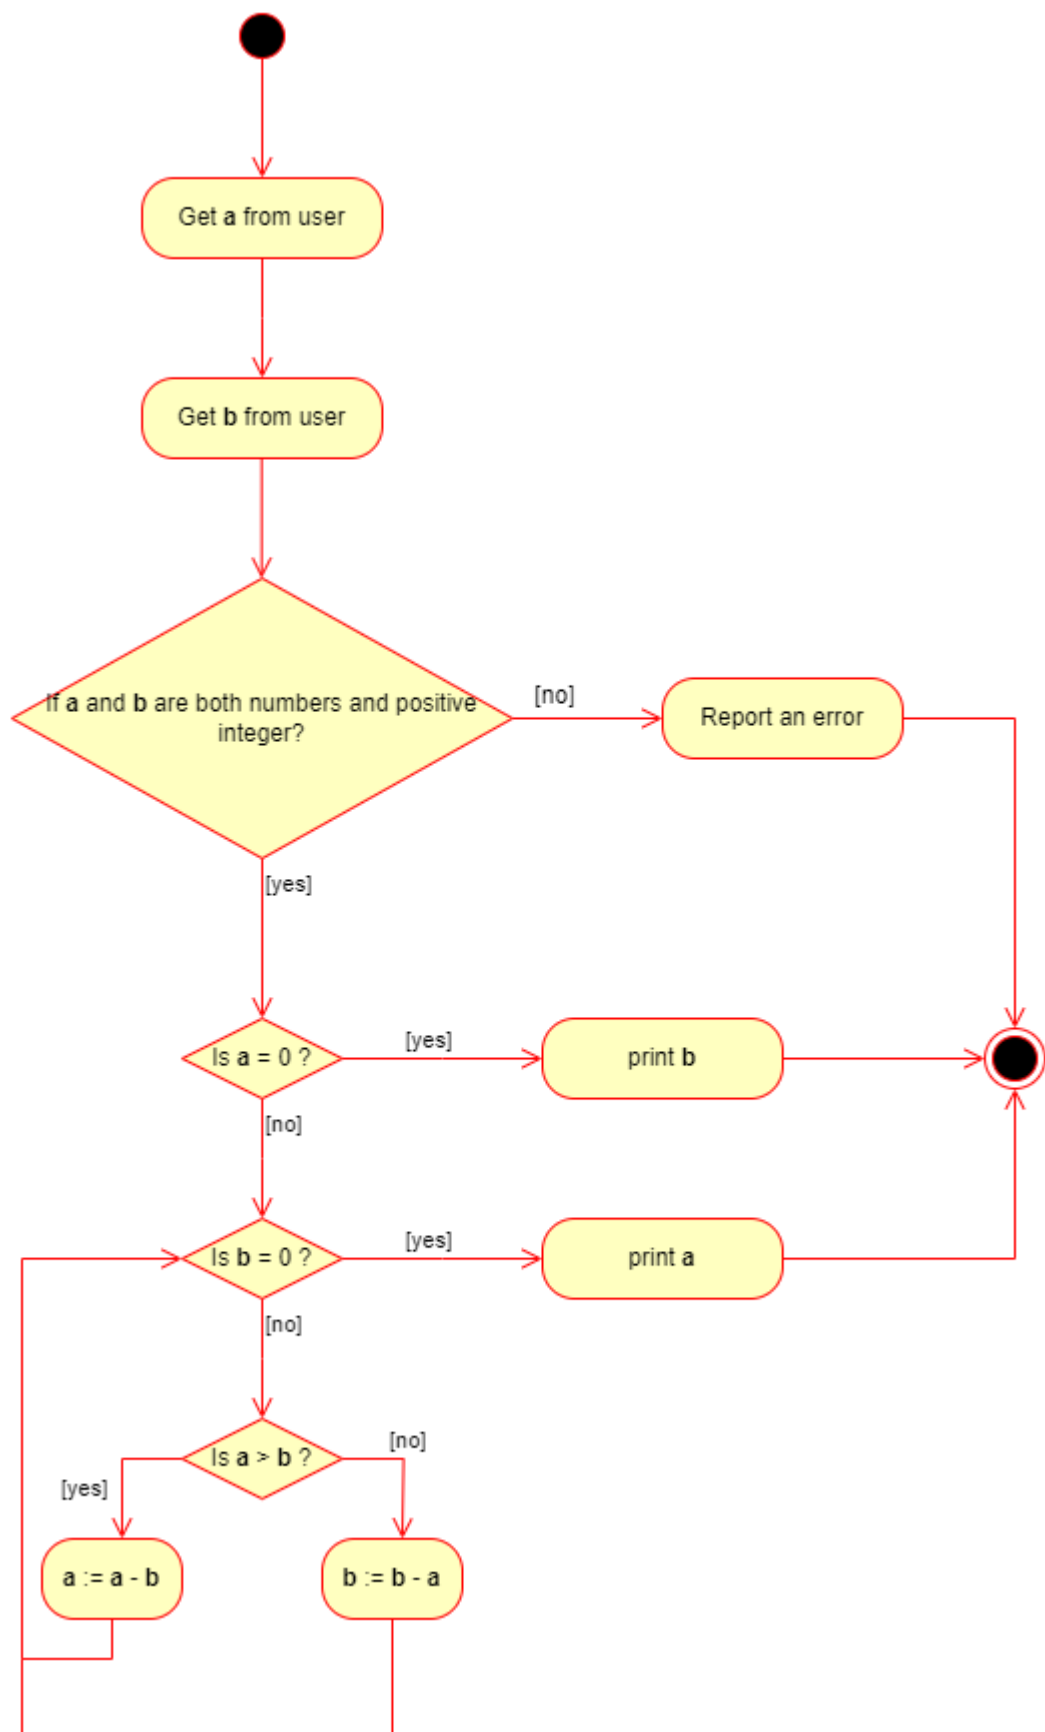 Get a from user
Get b from user
If a and b are both numbers and positive
integer?
[no]
Report an error
[yes]
Is a = 0 ?
[yes]
print b
[no]
Is b = 0 ?
[yes]
print a
[no]
Is a > b ?
[no]
[yes]
a := a - b
b := b - a